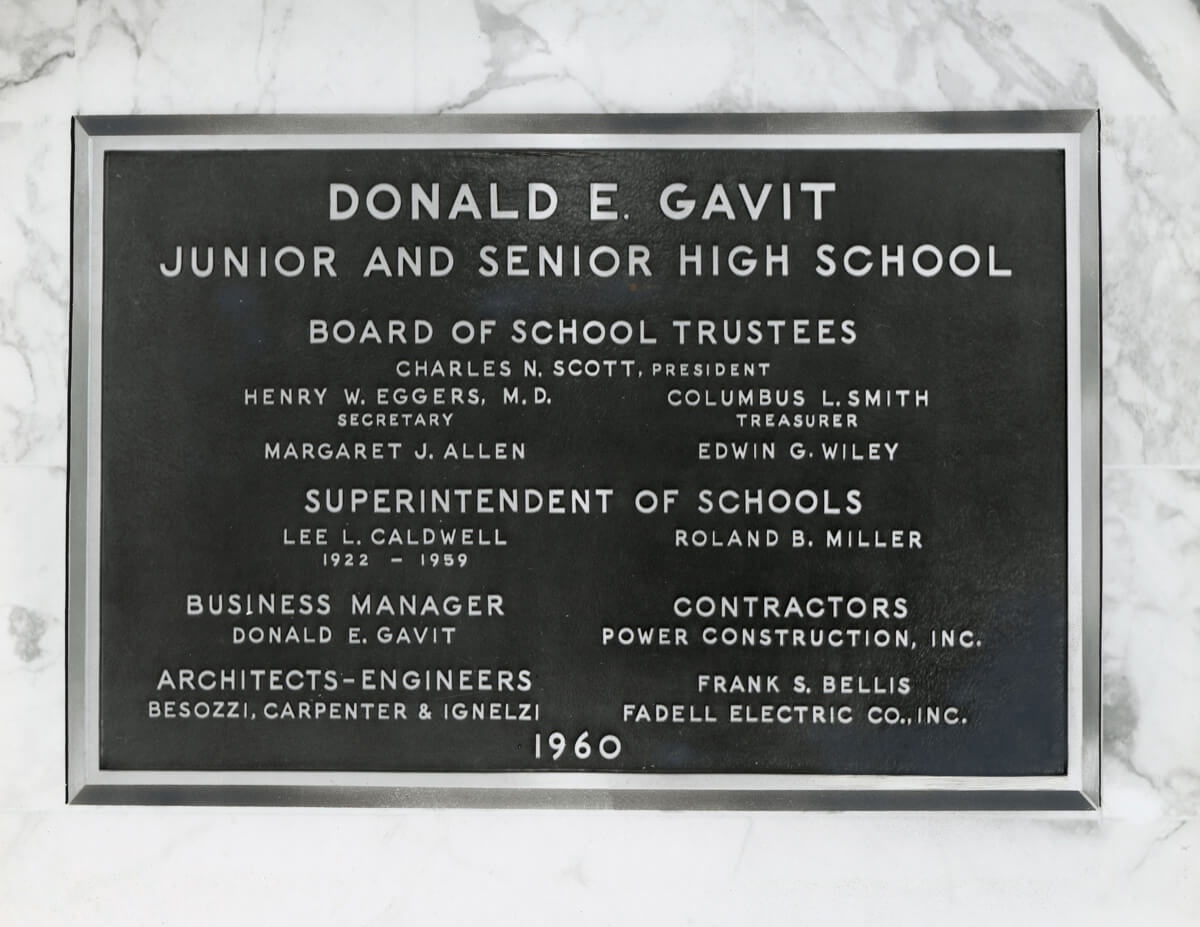 DONALD E. GAVIT
JUNIOR AND SENIOR HIGH SCHOOL
BOARD OF SCHOOL TRUSTEES
CHARLES N. SCOTT, PRESIDENT
HENRY W. EGGERS, M.D.
SECRETARY
COLUMBUS L. SMITH
TREASURER
MARGARET J. ALLEN
EDWIN G. WILEY
SUPERINTENDENT OF SCHOOLS
LEE L. CALDWELL
1922 - 1959
ROLAND B. MILLER
BUSINESS MANAGER
DONALD E. GAVIT
CONTRACTORS
POWER CONSTRUCTION, INC.
ARCHITECTS-ENGINEERS
BESOZZI, CARPENTER & IGNELZI
FRANK S. BELLIS
FADELL ELECTRIC CO., INC.
1960